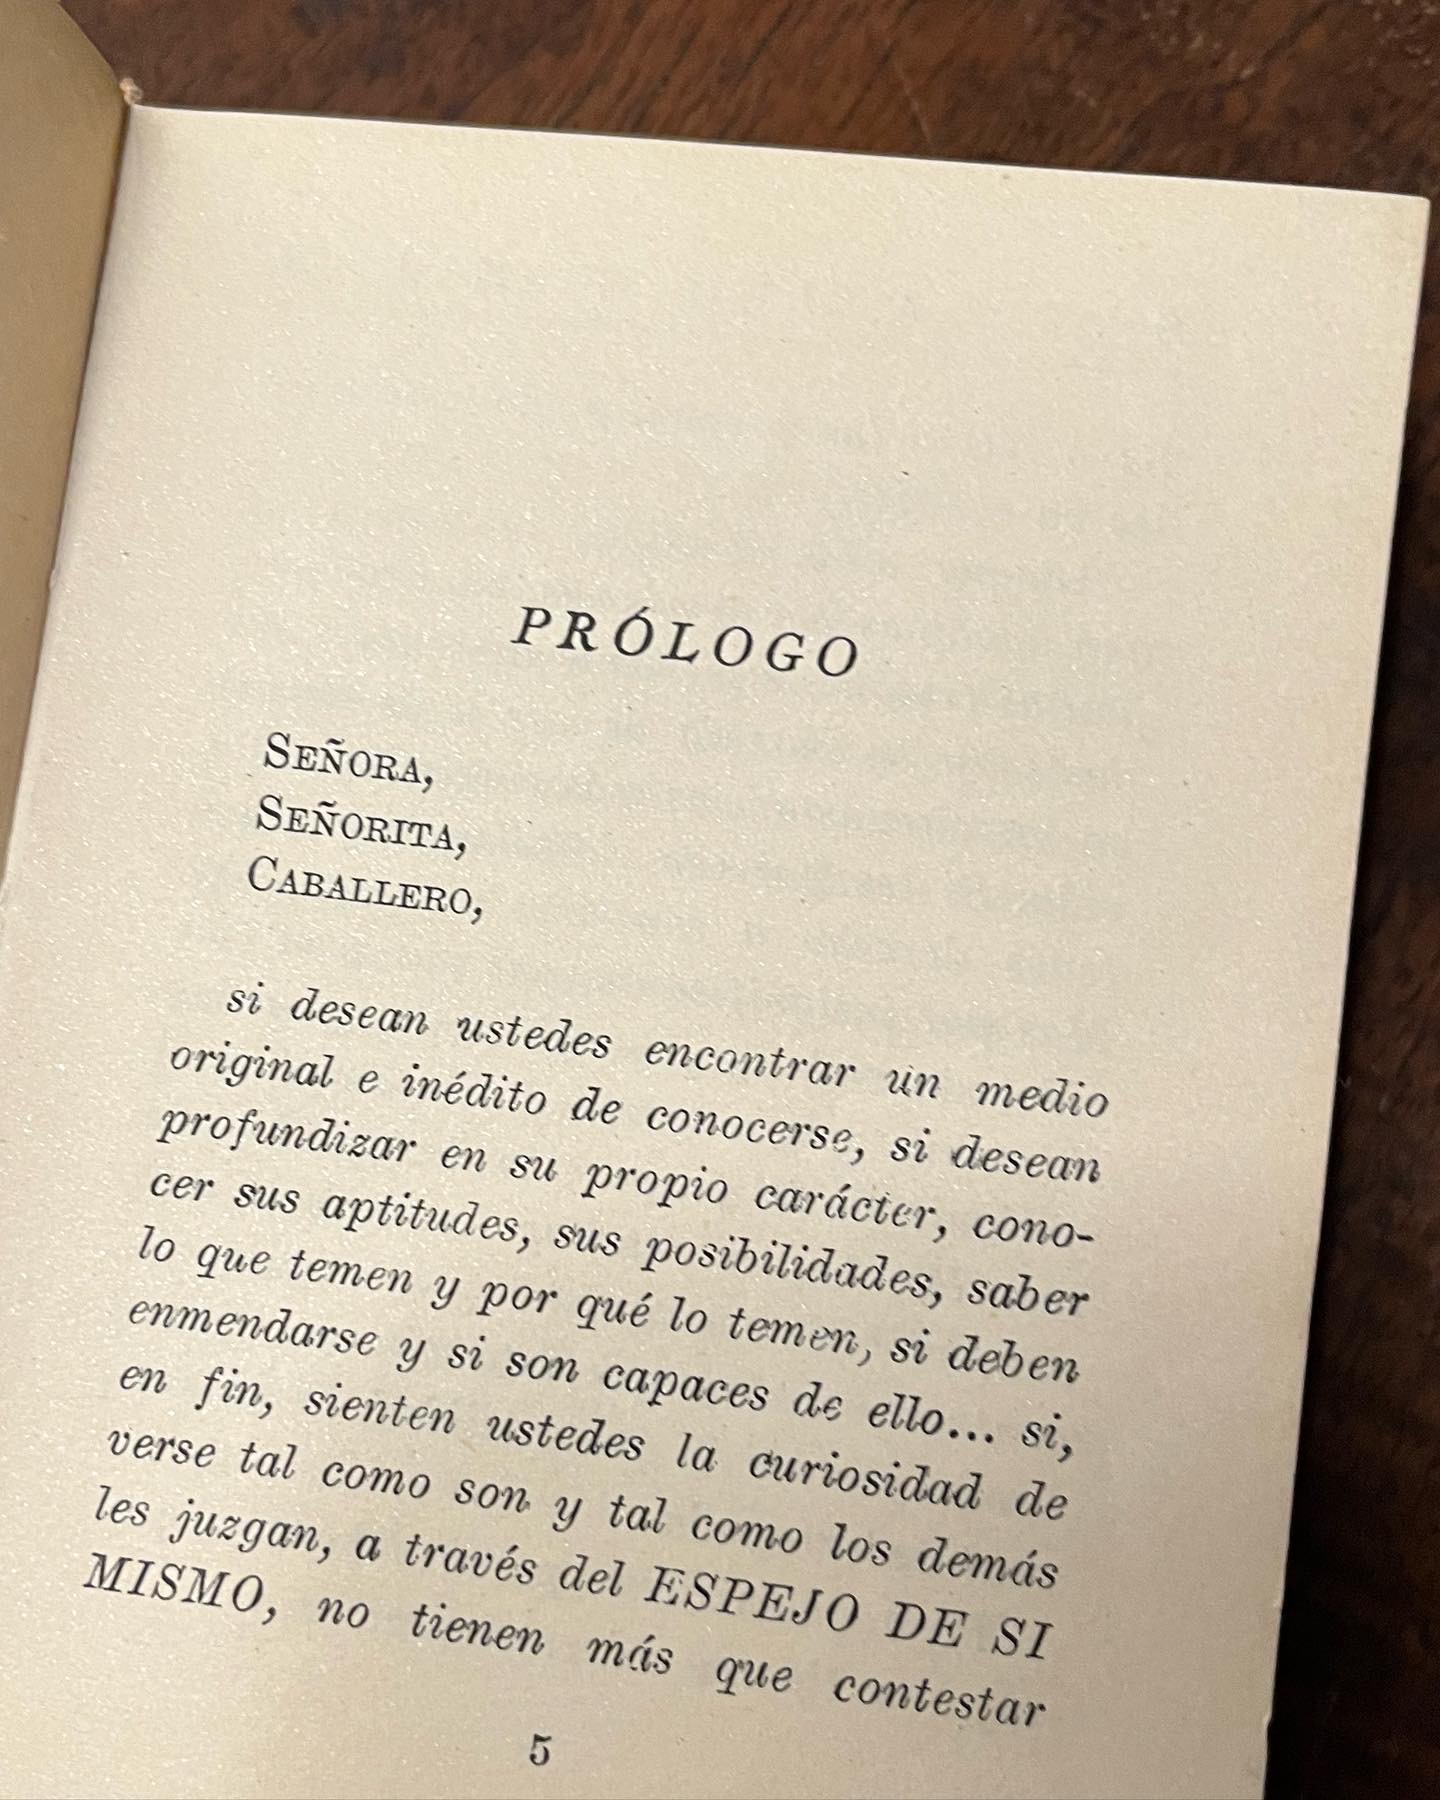 PRÓLOGO
SEÑORA,
SEÑORITA,
CABALLERO,
si desean ustedes encontrar un medio
original e inédito de conocerse, si desean
profundizar en su propio carácter, cono-
cer sus aptitudes, sus posibilidades, saber
lo que temen y por qué lo temen, si deben
enmendarse y si son capaces de ello... si,
en fin, sienten ustedes la curiosidad de
verse tal como son y tal como los demás
les juzgan, a través del ESPEJO DE SI
MISMO, no tienen más que contestar
5